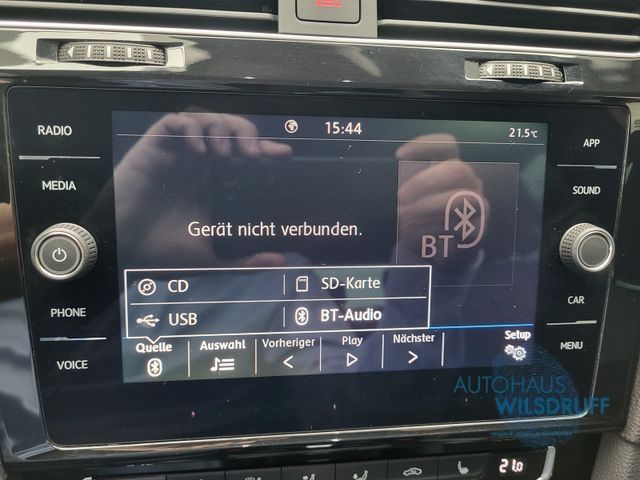 15:44
21.5°C
RADIO
MEDIA
PHONE
VOICE
Gerät nicht verbunden.
BT
CD
SD-Karte
USB
BT-Audio
Quelle
Auswahl
Vorheriger
Play
Nächster
Setup
APP
SOUND
CAR
MENU
AUTOHAUS
WILSDRUFF